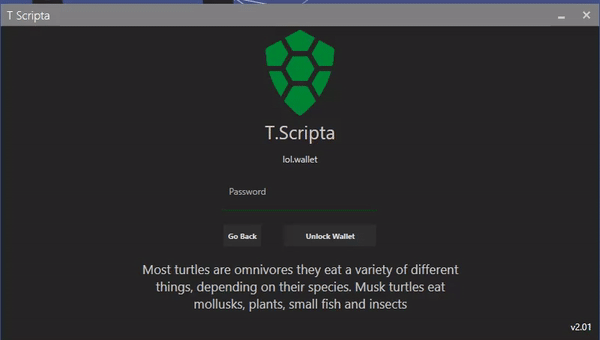 T Scripta
T.Scripta
lol.wallet
Password
Go Back
Unlock Wallet
Most turtles are omnivores they eat a variety of different
things, depending on their species. Musk turtles eat
mollusks, plants, small fish and insects
v2.01